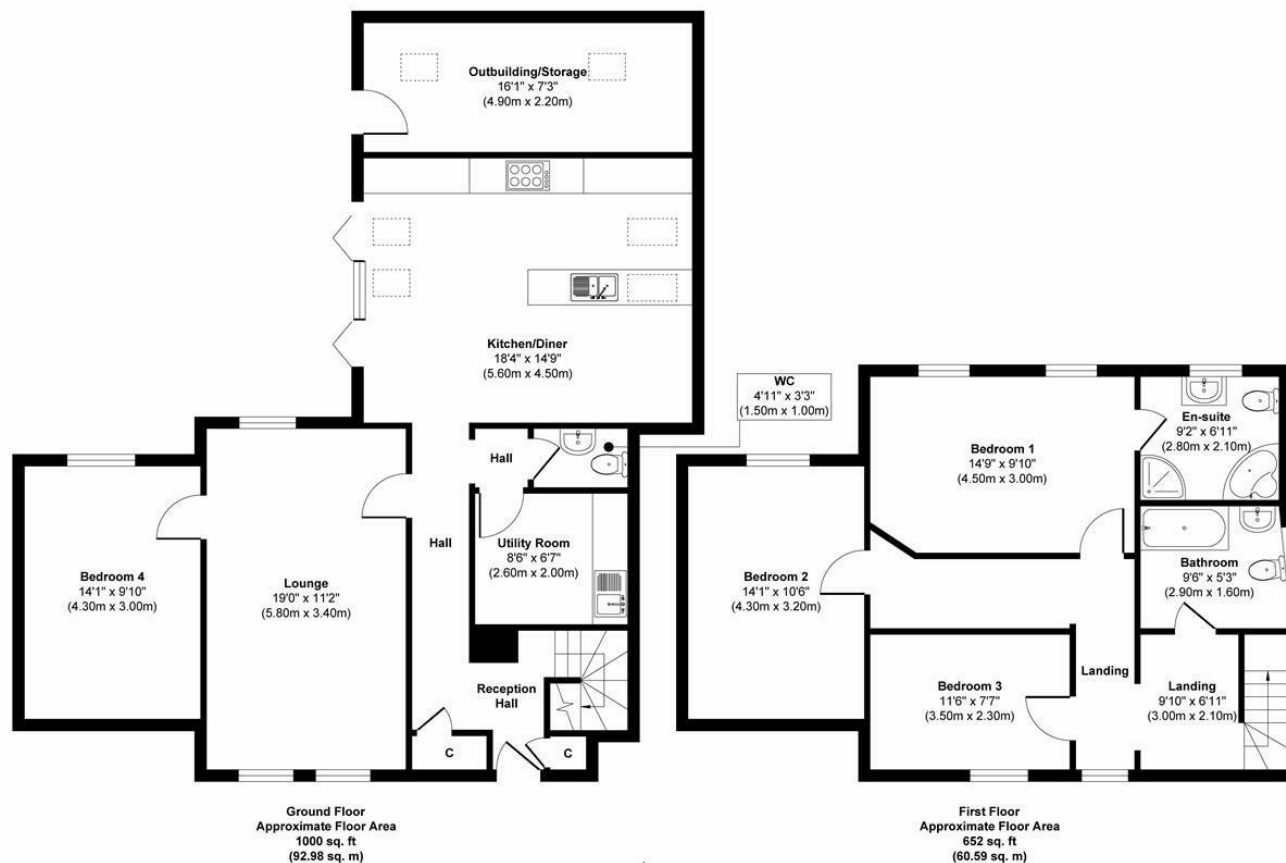 Outbuilding/Storage
16'1" x 7'3"
(4.90m x 2.20m)
Kitchen/Diner
18'4" x 14'9"
(5.60m x 4.50m)
WC
4'11" x 3'3"
(1.50m x 1.00m)
Hall
Utility Room
8'6" x 6'7"
(2.60m x 2.00m)
Hall
Lounge
19'0" x 11'2"
(5.80m x 3.40m)
Bedroom 4
14'1" x 9'10"
(4.30m x 3.00m)
Reception
Hall
C
C
Ground Floor
Approximate Floor Area
1000 sq. ft
(92.98 sq. m)
En-suite
9'2" x 6'11"
(2.80m x 2.10m)
Bedroom 1
14'9" x 9'10"
(4.50m x 3.00m)
Bathroom
9'6" x 5'3"
(2.90m x 1.60m)
Bedroom 2
14'1" x 10'6"
(4.30m x 3.20m)
Landing
Bedroom 3
11'6" x 7'7"
(3.50m x 2.30m)
Landing
9'10" x 6'11"
(3.00m x 2.10m)
First Floor
Approximate Floor Area
652 sq. ft
(60.59 sq. m)